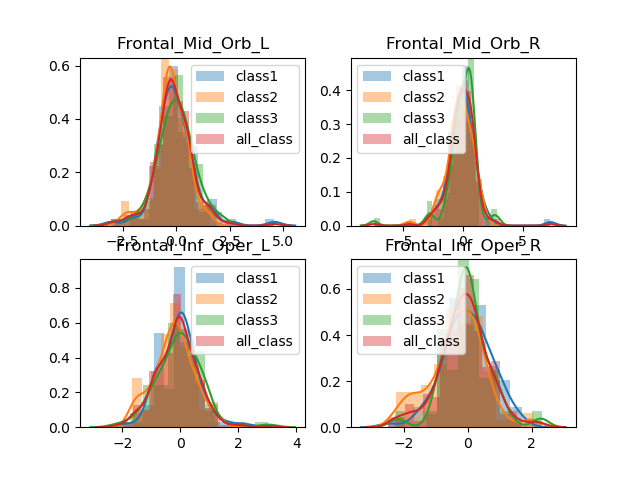 Frontal_Mid_Orb_L
Frontal_Mid_Orb_R
0.6
0.4
0.2
0.0
class1
class2
class3
all_class
−2.5
0.0
2.5
5.0
0.4
0.3
0.2
0.1
0.0
class1
class2
class3
all_class
−5
0
5
Frontal_Inf_Oper_L
Frontal_Inf_Oper_R
0.8
0.6
0.4
0.2
0.0
class1
class2
class3
all_class
−2
0
2
4
0.6
0.4
0.2
0.0
class1
class2
class3
all_class
−2
0
2